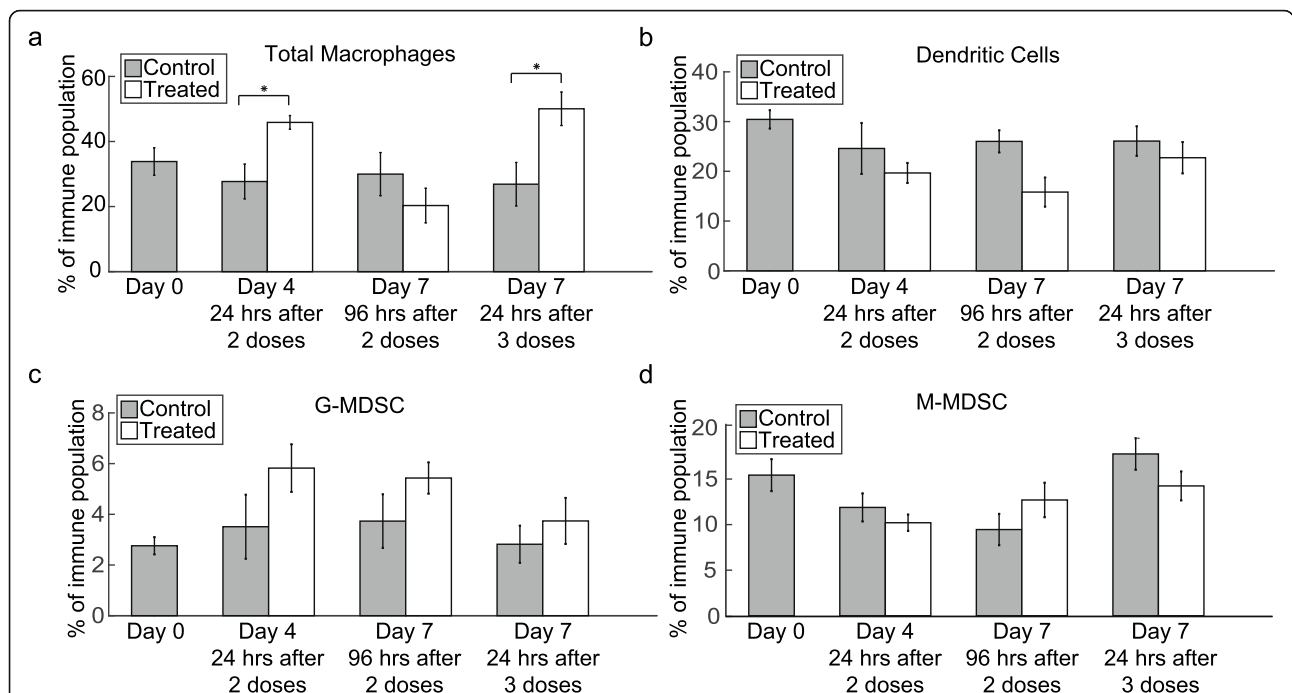 a
Total Macrophages
Control
Treated
% of immune population
60
40
20
0
*
*
Day 0
Day 4
24 hrs after
2 doses
Day 7
96 hrs after
2 doses
Day 7
24 hrs after
3 doses
b
Dendritic Cells
Control
Treated
% of immune population
40
30
20
10
0
Day 0
Day 4
24 hrs after
2 doses
Day 7
96 hrs after
2 doses
Day 7
24 hrs after
3 doses
c
G-MDSC
Control
Treated
% of immune population
8
6
4
2
0
Day 0
Day 4
24 hrs after
2 doses
Day 7
96 hrs after
2 doses
Day 7
24 hrs after
3 doses
d
M-MDSC
Control
Treated
% of immune population
20
15
10
5
0
Day 0
Day 4
24 hrs after
2 doses
Day 7
96 hrs after
2 doses
Day 7
24 hrs after
3 doses